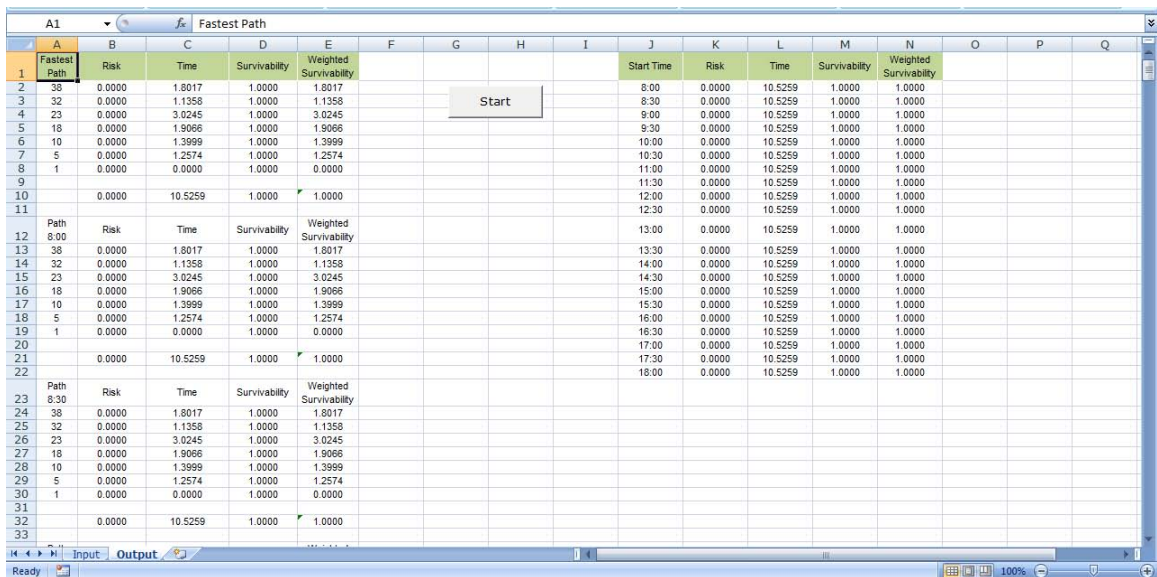 A1 fx Fastest Path
A B C D E F G H I J K L M N O P Q
1 Fastest Path Risk Time Survivability Weighted Survivability Start Time Risk Time Survivability Weighted Survivability
2 38 0.0000 1.8017 1.0000 1.8017 8:00 0.0000 10.5259 1.0000 1.0000
Start
3 32 0.0000 1.1358 1.0000 1.1358 8:30 0.0000 10.5259 1.0000 1.0000
4 23 0.0000 3.0245 1.0000 3.0245 9:00 0.0000 10.5259 1.0000 1.0000
5 18 0.0000 1.9066 1.0000 1.9066 9:30 0.0000 10.5259 1.0000 1.0000
6 10 0.0000 1.3999 1.0000 1.3999 10:00 0.0000 10.5259 1.0000 1.0000
7 5 0.0000 1.2574 1.0000 1.2574 10:30 0.0000 10.5259 1.0000 1.0000
8 1 0.0000 0.0000 1.0000 0.0000 11:00 0.0000 10.5259 1.0000 1.0000
9 11:30 0.0000 10.5259 1.0000 1.0000
10 0.0000 10.5259 1.0000 1.0000 12:00 0.0000 10.5259 1.0000 1.0000
11 12:30 0.0000 10.5259 1.0000 1.0000
12 Path 8:00 Risk Time Survivability Weighted Survivability 13:00 0.0000 10.5259 1.0000 1.0000
13 38 0.0000 1.8017 1.0000 1.8017 13:30 0.0000 10.5259 1.0000 1.0000
14 32 0.0000 1.1358 1.0000 1.1358 14:00 0.0000 10.5259 1.0000 1.0000
15 23 0.0000 3.0245 1.0000 3.0245 14:30 0.0000 10.5259 1.0000 1.0000
16 18 0.0000 1.9066 1.0000 1.9066 15:00 0.0000 10.5259 1.0000 1.0000
17 10 0.0000 1.3999 1.0000 1.3999 15:30 0.0000 10.5259 1.0000 1.0000
18 5 0.0000 1.2574 1.0000 1.2574 16:00 0.0000 10.5259 1.0000 1.0000
19 1 0.0000 0.0000 1.0000 0.0000 16:30 0.0000 10.5259 1.0000 1.0000
20 17:00 0.0000 10.5259 1.0000 1.0000
21 0.0000 10.5259 1.0000 1.0000 17:30 0.0000 10.5259 1.0000 1.0000
22 18:00 0.0000 10.5259 1.0000 1.0000
23 Path 8:30 Risk Time Survivability Weighted Survivability
24 38 0.0000 1.8017 1.0000 1.8017
25 32 0.0000 1.1358 1.0000 1.1358
26 23 0.0000 3.0245 1.0000 3.0245
27 18 0.0000 1.9066 1.0000 1.9066
28 10 0.0000 1.3999 1.0000 1.3999
29 5 0.0000 1.2574 1.0000 1.2574
30 1 0.0000 0.0000 1.0000 0.0000
31
32 0.0000 10.5259 1.0000 1.0000
33
Input Output
Ready 100%